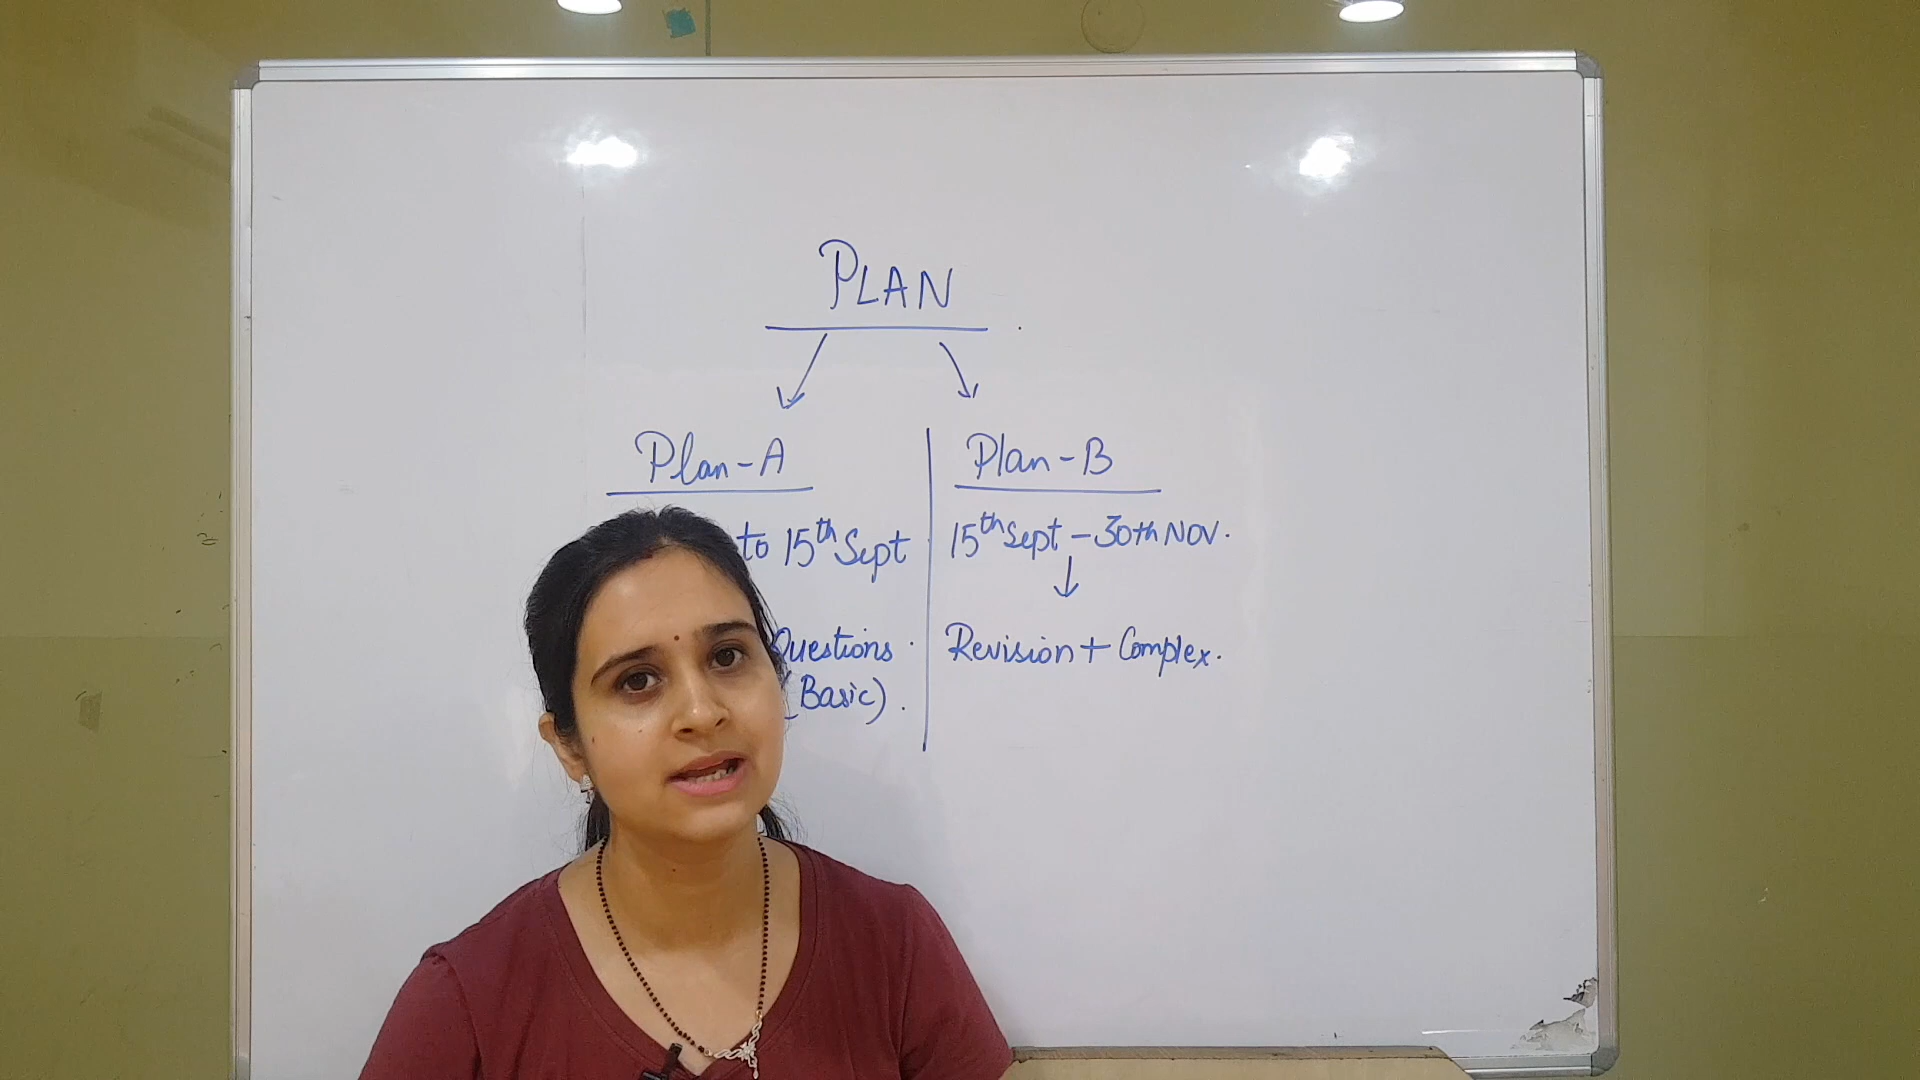 PLAN
Plan-A
to 15th Sept
Questions
(Basic).
Plan-B
15th Sept - 30th NOV.
Revision + Complex.